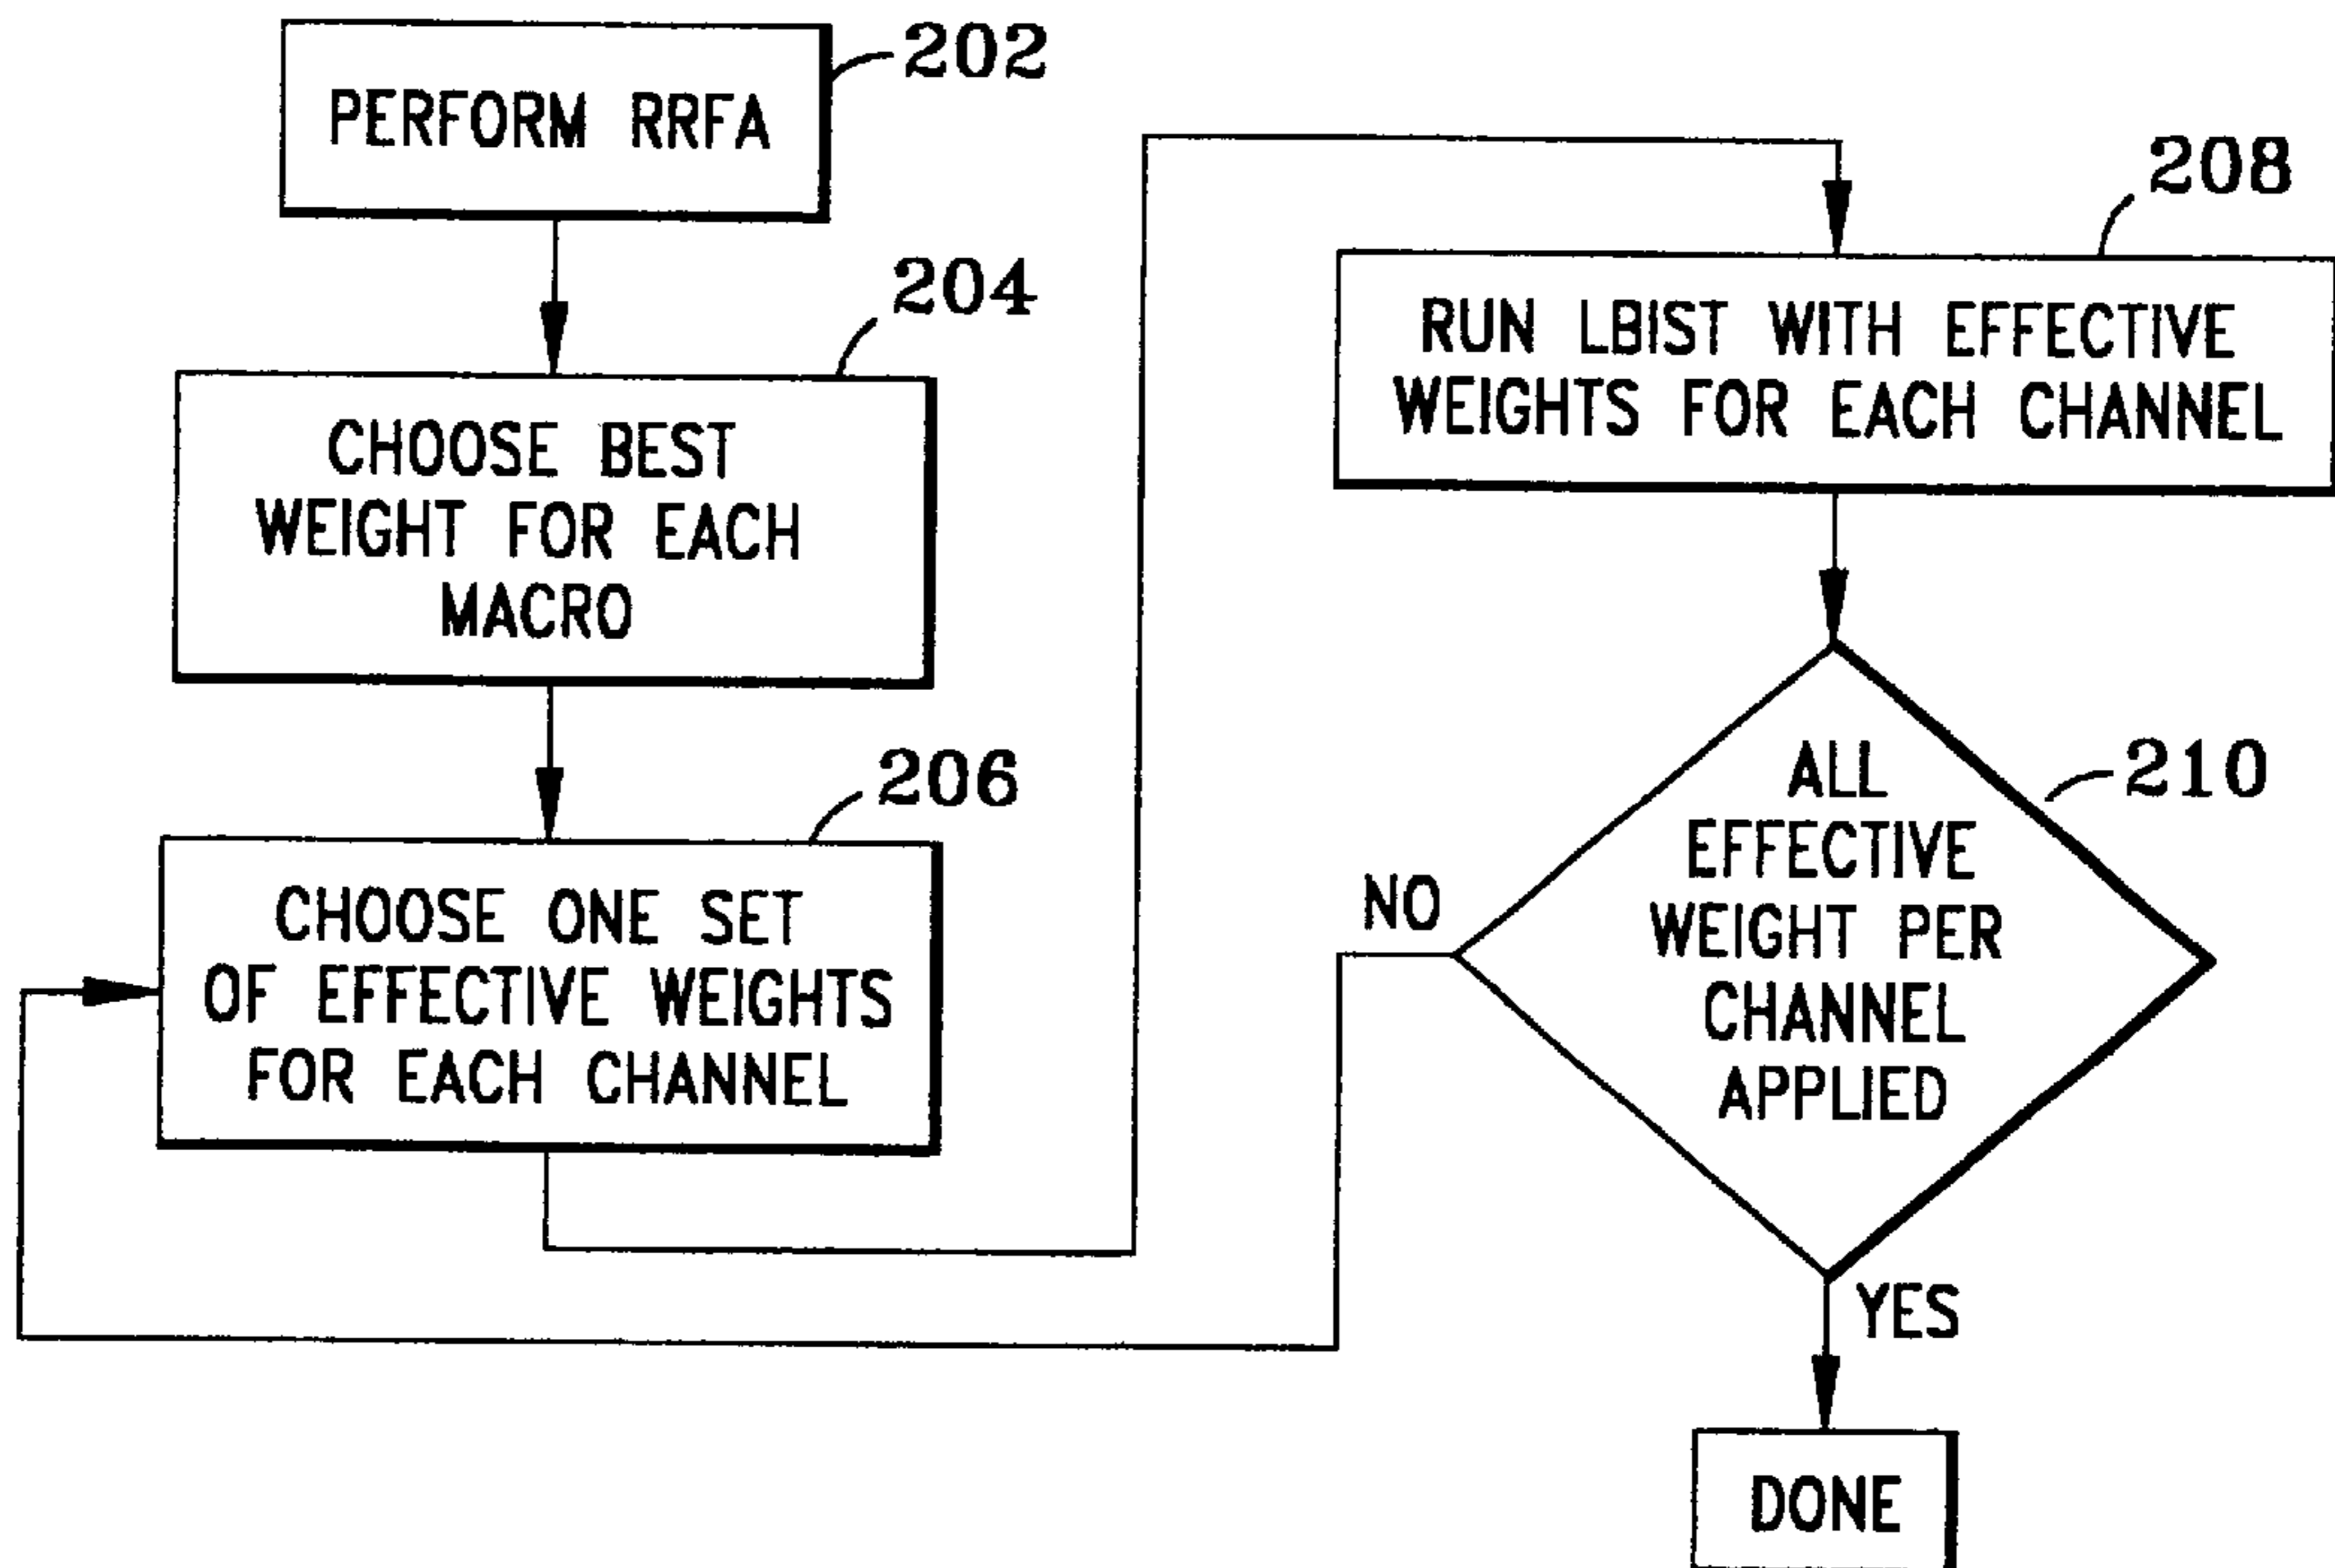 202
PERFORM RRFA
204
CHOOSE BEST
WEIGHT FOR EACH
MACRO
206
CHOOSE ONE SET
OF EFFECTIVE WEIGHTS
FOR EACH CHANNEL
208
RUN LBIST WITH EFFECTIVE
WEIGHTS FOR EACH CHANNEL
210
ALL
EFFECTIVE
WEIGHT PER
CHANNEL
APPLIED
NO
YES
DONE